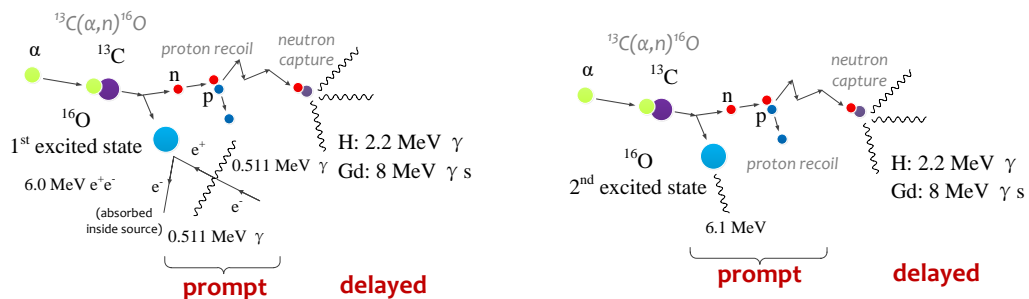 ¹³C(α,n)¹⁶O
α
¹³C
proton recoil
neutron
capture
n
p
¹⁶O
1ˢᵗ excited state
e⁺
0.511 MeV γ
H: 2.2 MeV γ
Gd: 8 MeV γ s
6.0 MeV e⁺e⁻
e⁻
e⁻
(absorbed
inside source)
0.511 MeV γ
prompt
delayed
¹³C(α,n)¹⁶O
α
¹³C
neutron
capture
n
p
¹⁶O
proton recoil
2ⁿᵈ excited state
H: 2.2 MeV γ
Gd: 8 MeV γ s
6.1 MeV
prompt
delayed